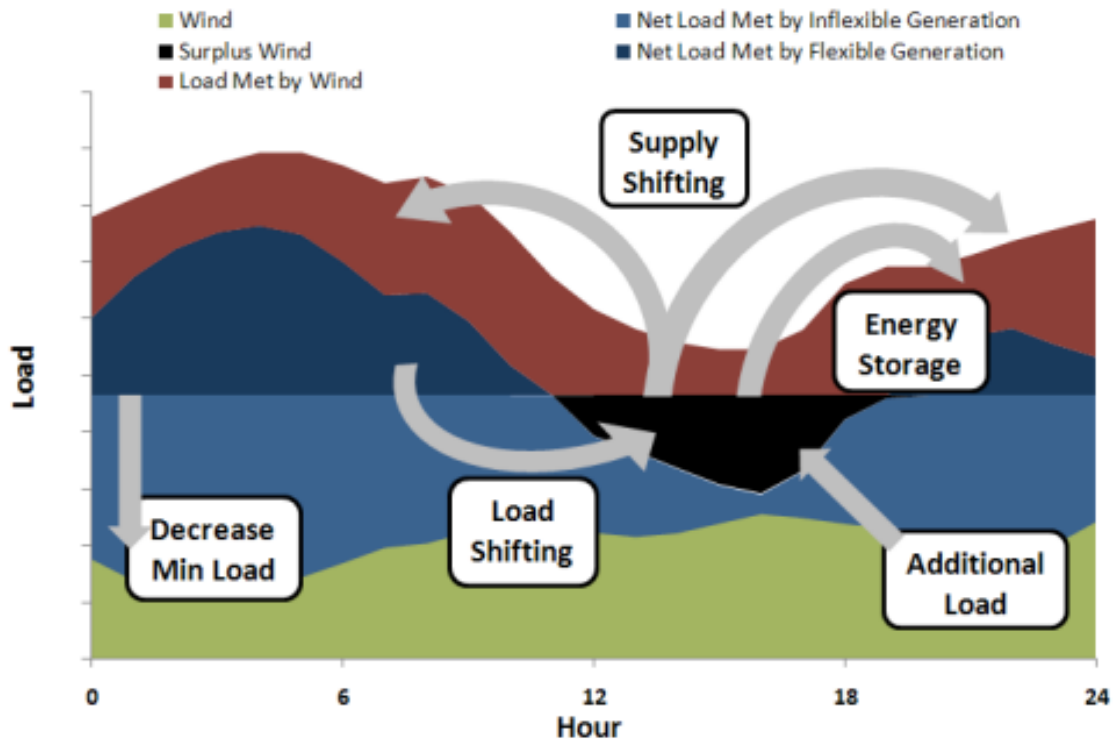 Wind
Surplus Wind
Load Met by Wind
Net Load Met by Inflexible Generation
Net Load Met by Flexible Generation
Load
Supply
Shifting
Energy
Storage
Decrease
Min Load
Load
Shifting
Additional
Load
0
6
12
18
24
Hour